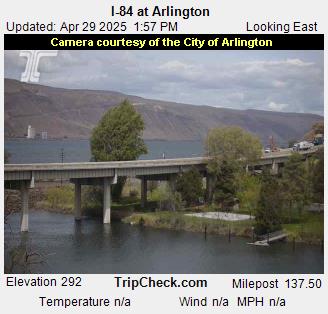 I-84 at Arlington
Updated: Apr 29 2025 1:57 PM Looking East
Camera courtesy of the City of Arlington
Elevation 292 TripCheck.com Milepost 137.50
Temperature n/a Wind n/a MPH n/a